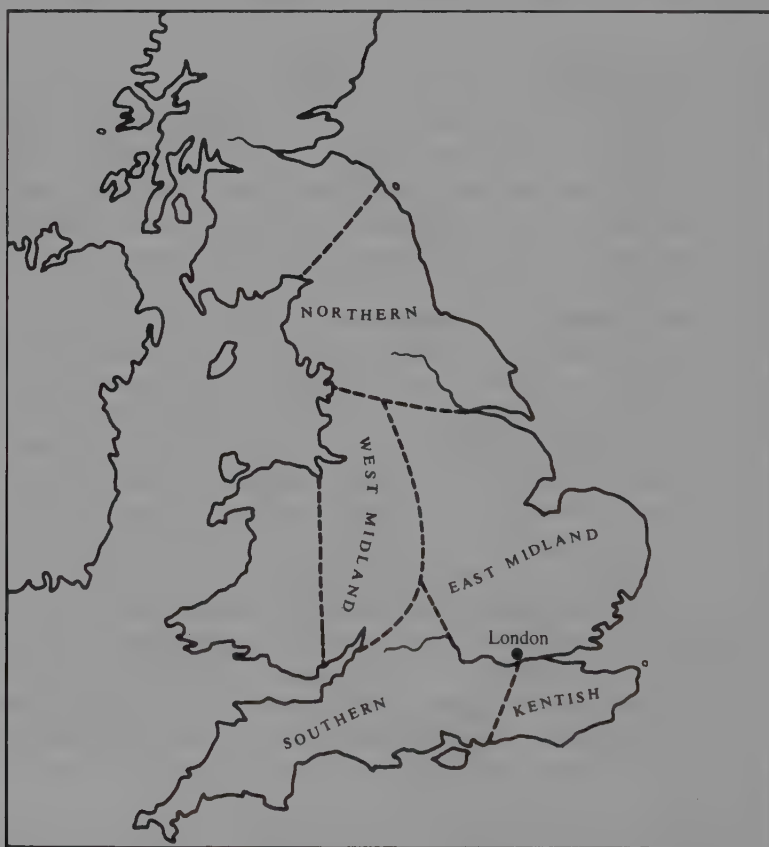 NORTHERN
WEST MIDLAND
EAST MIDLAND
London
KENTISH
SOUTHERN